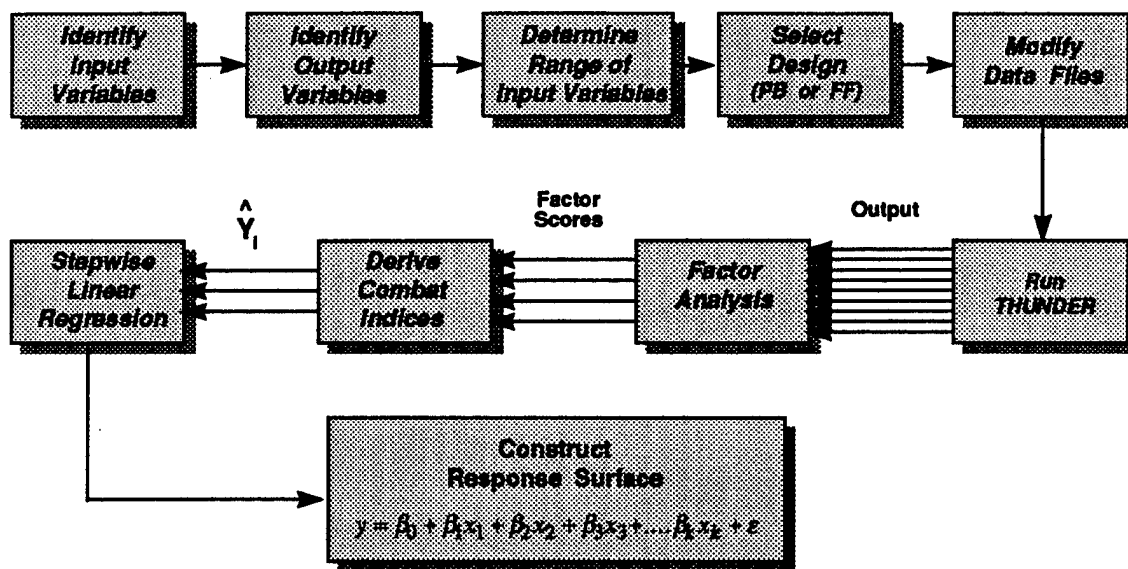 Identify
Input
Variables
Identify
Output
Variables
Determine
Range of
Input Variables
Select
Design
(PB or FF)
Modify
Data Files
Run
THUNDER
Output
Factor
Analysis
Factor
Scores
Derive
Combat
Indices
Ŷᵢ
Stepwise
Linear
Regression
Construct
Response Surface
y = β₀ + β₁x₁ + β₂x₂ + β₃x₃+....βₖxₖ + ε